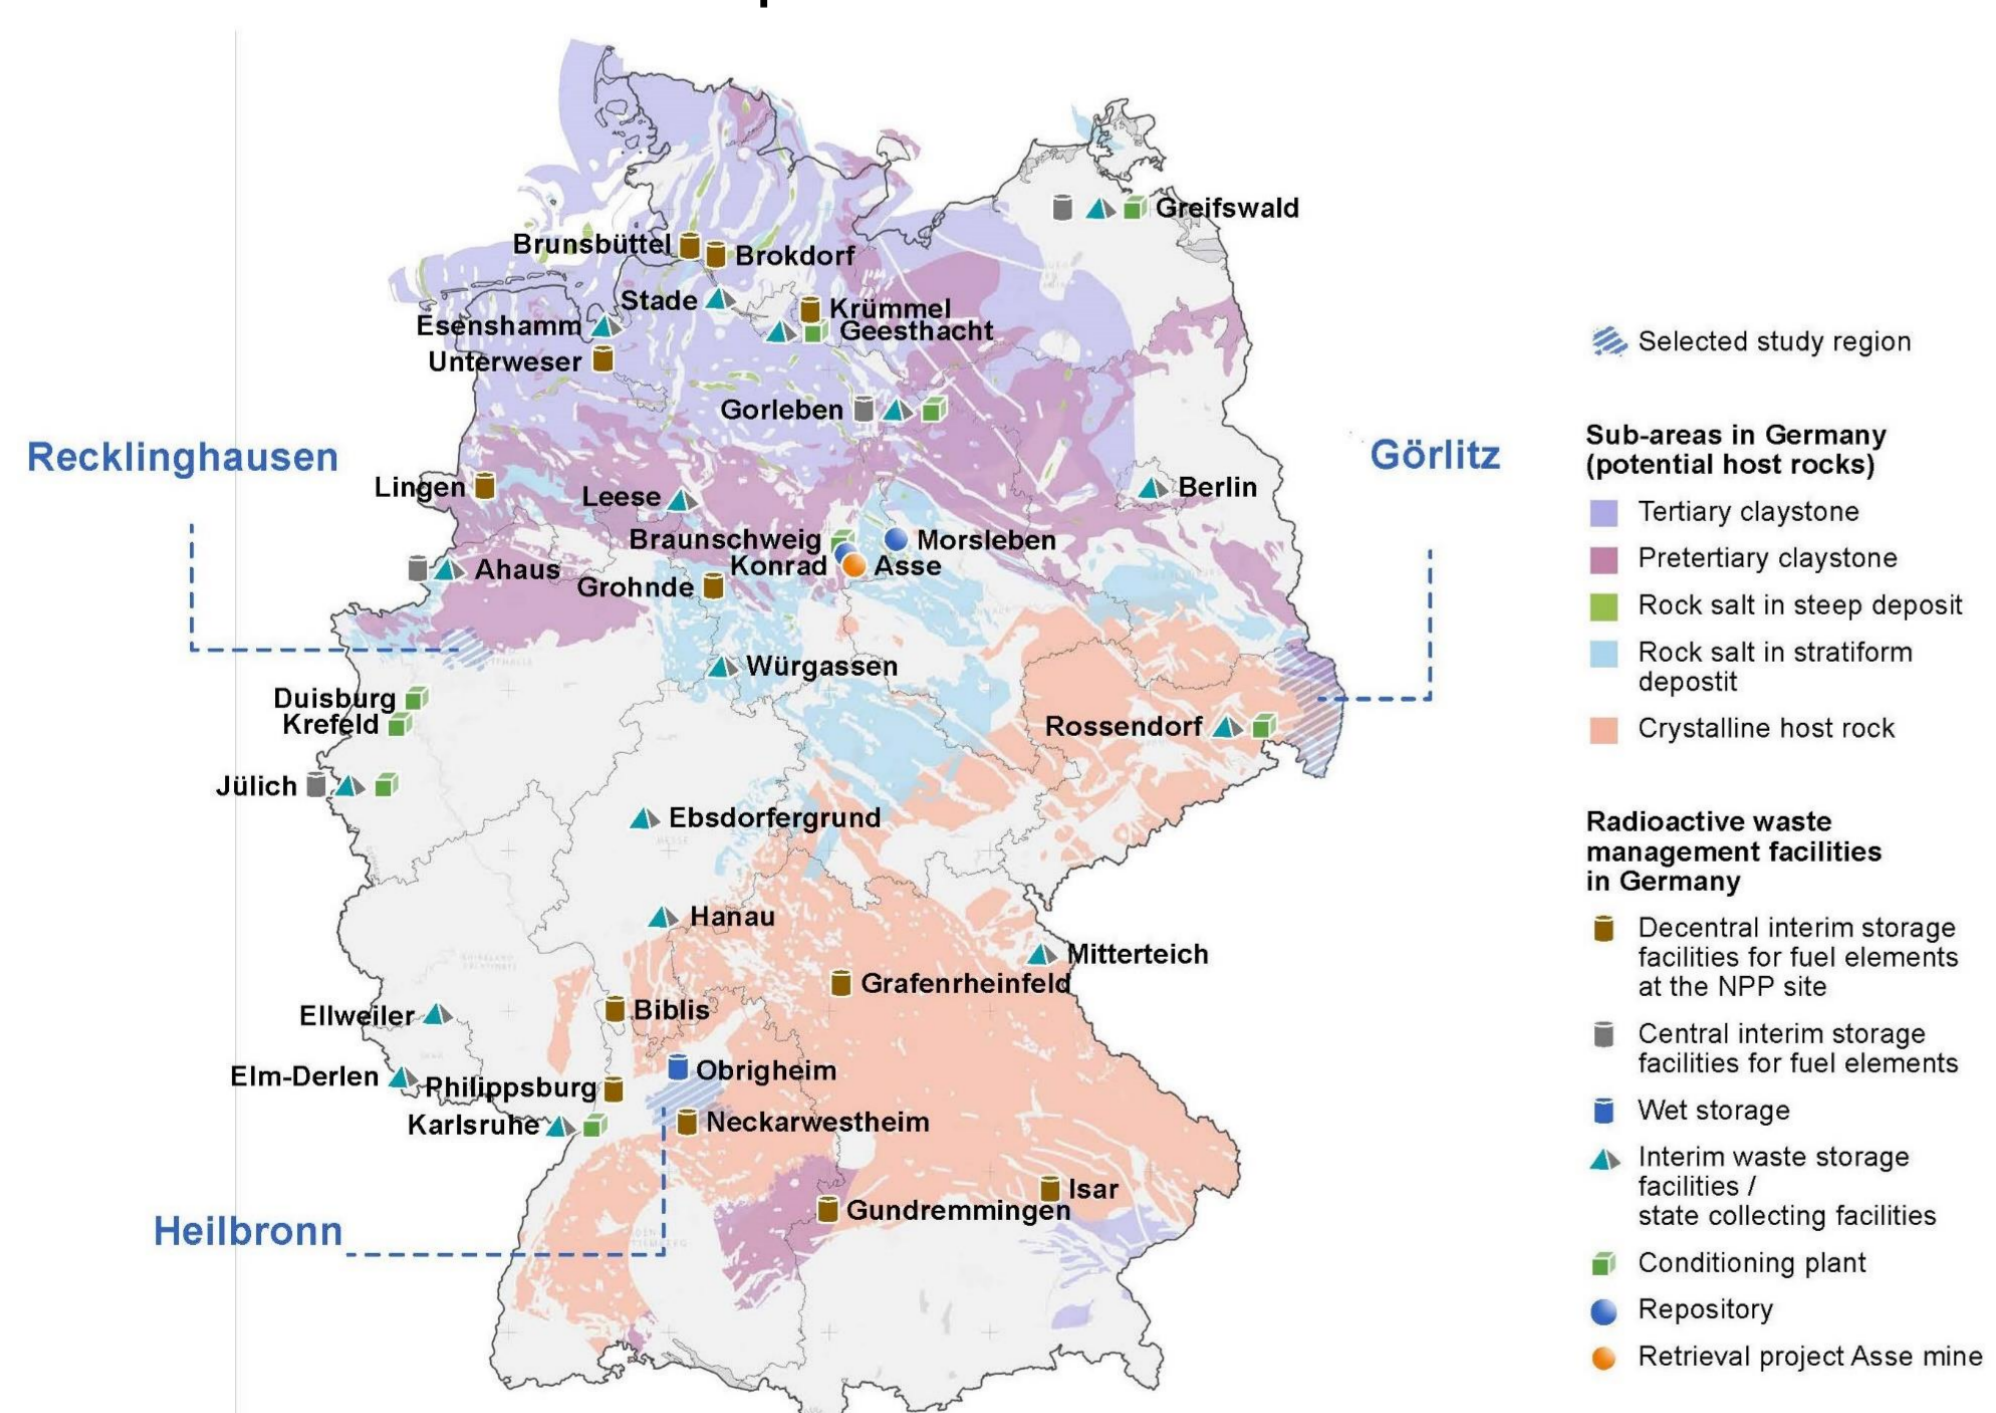 Greifswald
Brunsbüttel
Brokdorf
Stade
Krümmel
Esenshamm
Geesthacht
Unterweser
Gorleben
Recklinghausen
Görlitz
Lingen
Leese
Berlin
Braunschweig
Morsleben
Konrad
Asse
Ahaus
Grohnde
Würgassen
Duisburg
Krefeld
Rossendorf
Jülich
Ebsdorfergrund
Hanau
Mitterteich
Grafenrheinfeld
Ellweiler
Biblis
Obrigheim
Elm-Derlen
Philippsburg
Karlsruhe
Neckarwestheim
Isar
Gundremmingen
Heilbronn
Selected study region
Sub-areas in Germany
(potential host rocks)
Tertiary claystone
Pretertiary claystone
Rock salt in steep deposit
Rock salt in stratiform
depostit
Crystalline host rock
Radioactive waste
management facilities
in Germany
Decentral interim storage
facilities for fuel elements
at the NPP site
Central interim storage
facilities for fuel elements
Wet storage
Interim waste storage
facilities /
state collecting facilities
Conditioning plant
Repository
Retrieval project Asse mine